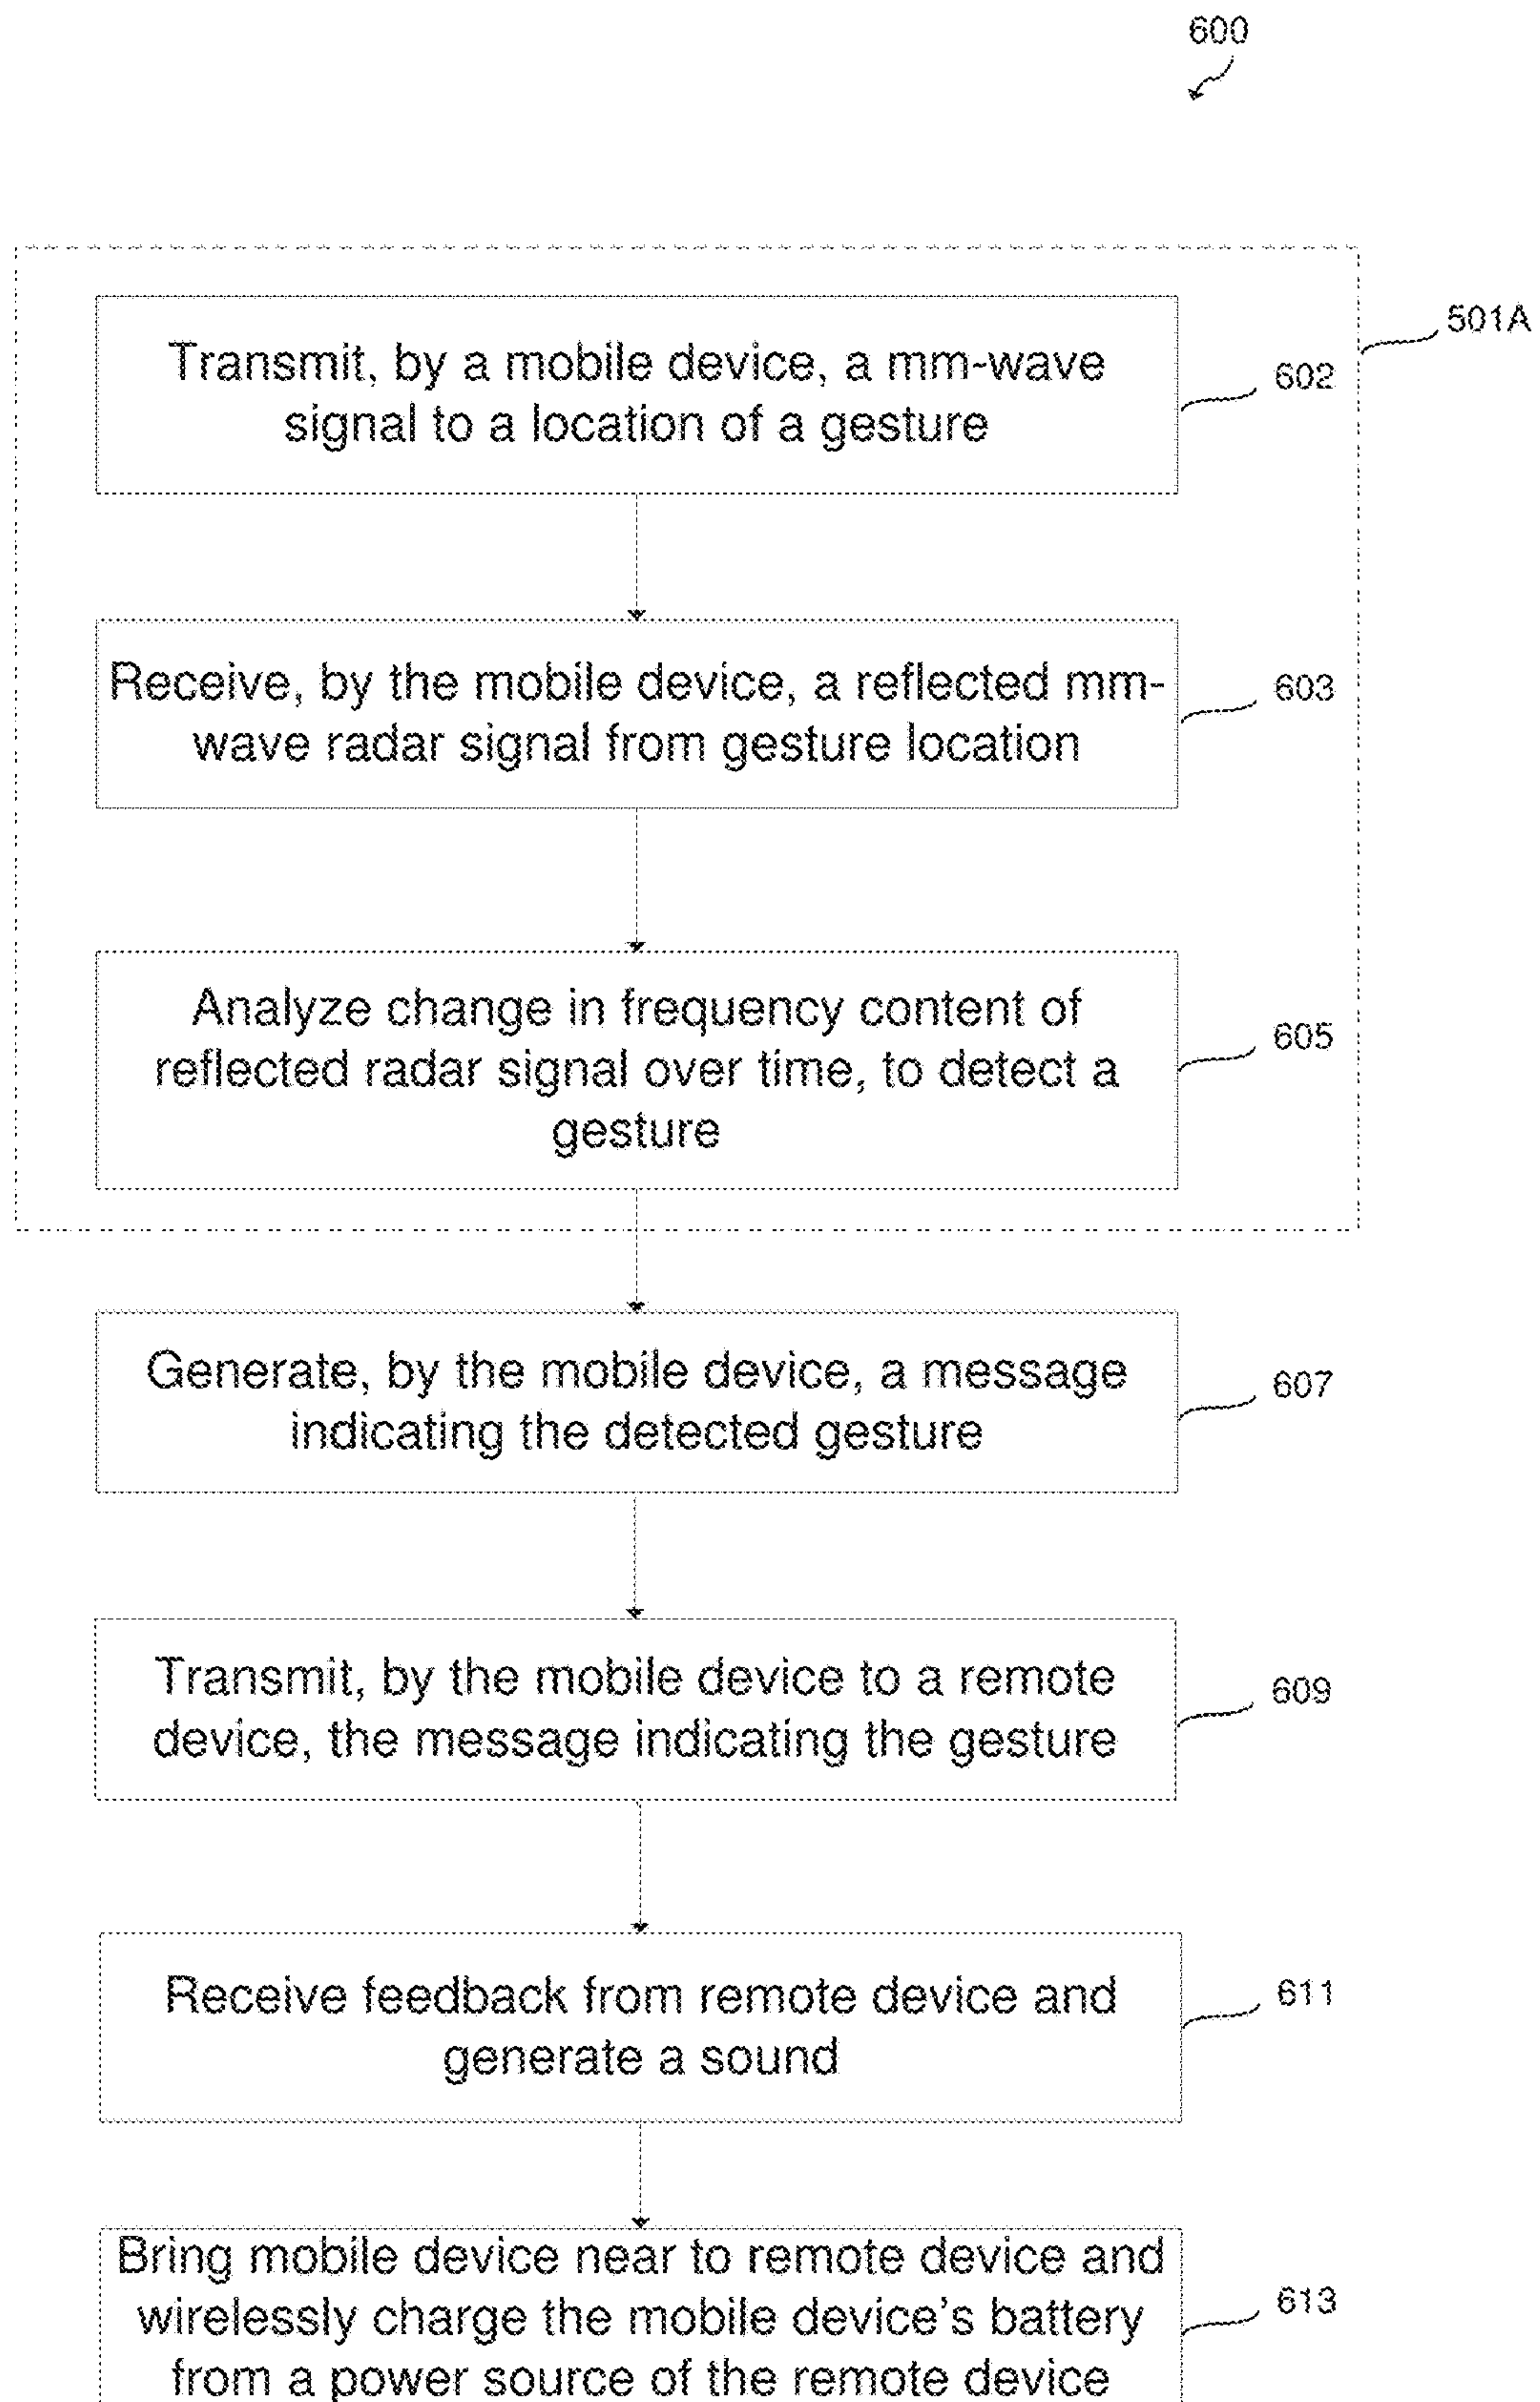 600
501A
Transmit, by a mobile device, a mm-wave
signal to a location of a gesture
602
Receive, by the mobile device, a reflected mm-
wave radar signal from gesture location
603
Analyze change in frequency content of
reflected radar signal over time, to detect a
gesture
605
Generate, by the mobile device, a message
indicating the detected gesture
607
Transmit, by the mobile device to a remote
device, the message indicating the gesture
609
Receive feedback from remote device and
generate a sound
611
Bring mobile device near to remote device and
wirelessly charge the mobile device's battery
from a power source of the remote device
613